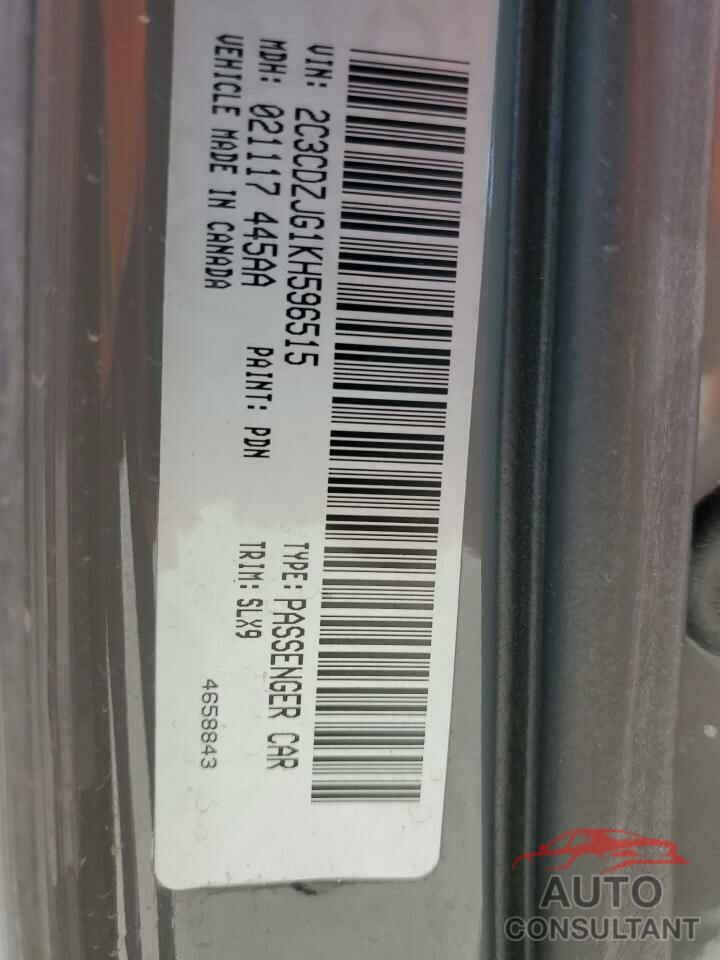 VIN: 2C3CDZJG1KH596515
TYPE: PASSENGER CAR
MDH: 021117 445AA
PAINT: PDN
TRIM: SLX9
VEHICLE MADE IN CANADA
4658843
AUTO
CONSULTANT